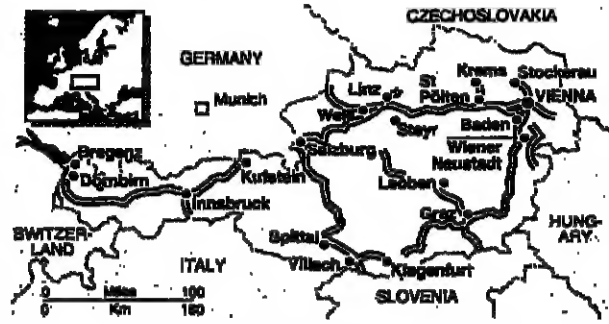 CZECHOSLOVAKIA
GERMANY
Munich
Linz
St
Pölten
Krems
Stockerau
VIENNA
Wels
Steyr
Baden
Wiener
Neustadt
Bregenz
Dornbirn
Salzburg
Kufstein
Innsbruck
Leoben
Graz
SWITZER-
LAND
ITALY
Spittal
Villach
Klagenfurt
SLOVENIA
HUNG-
ARY
0 Miles 100
0 Km 160